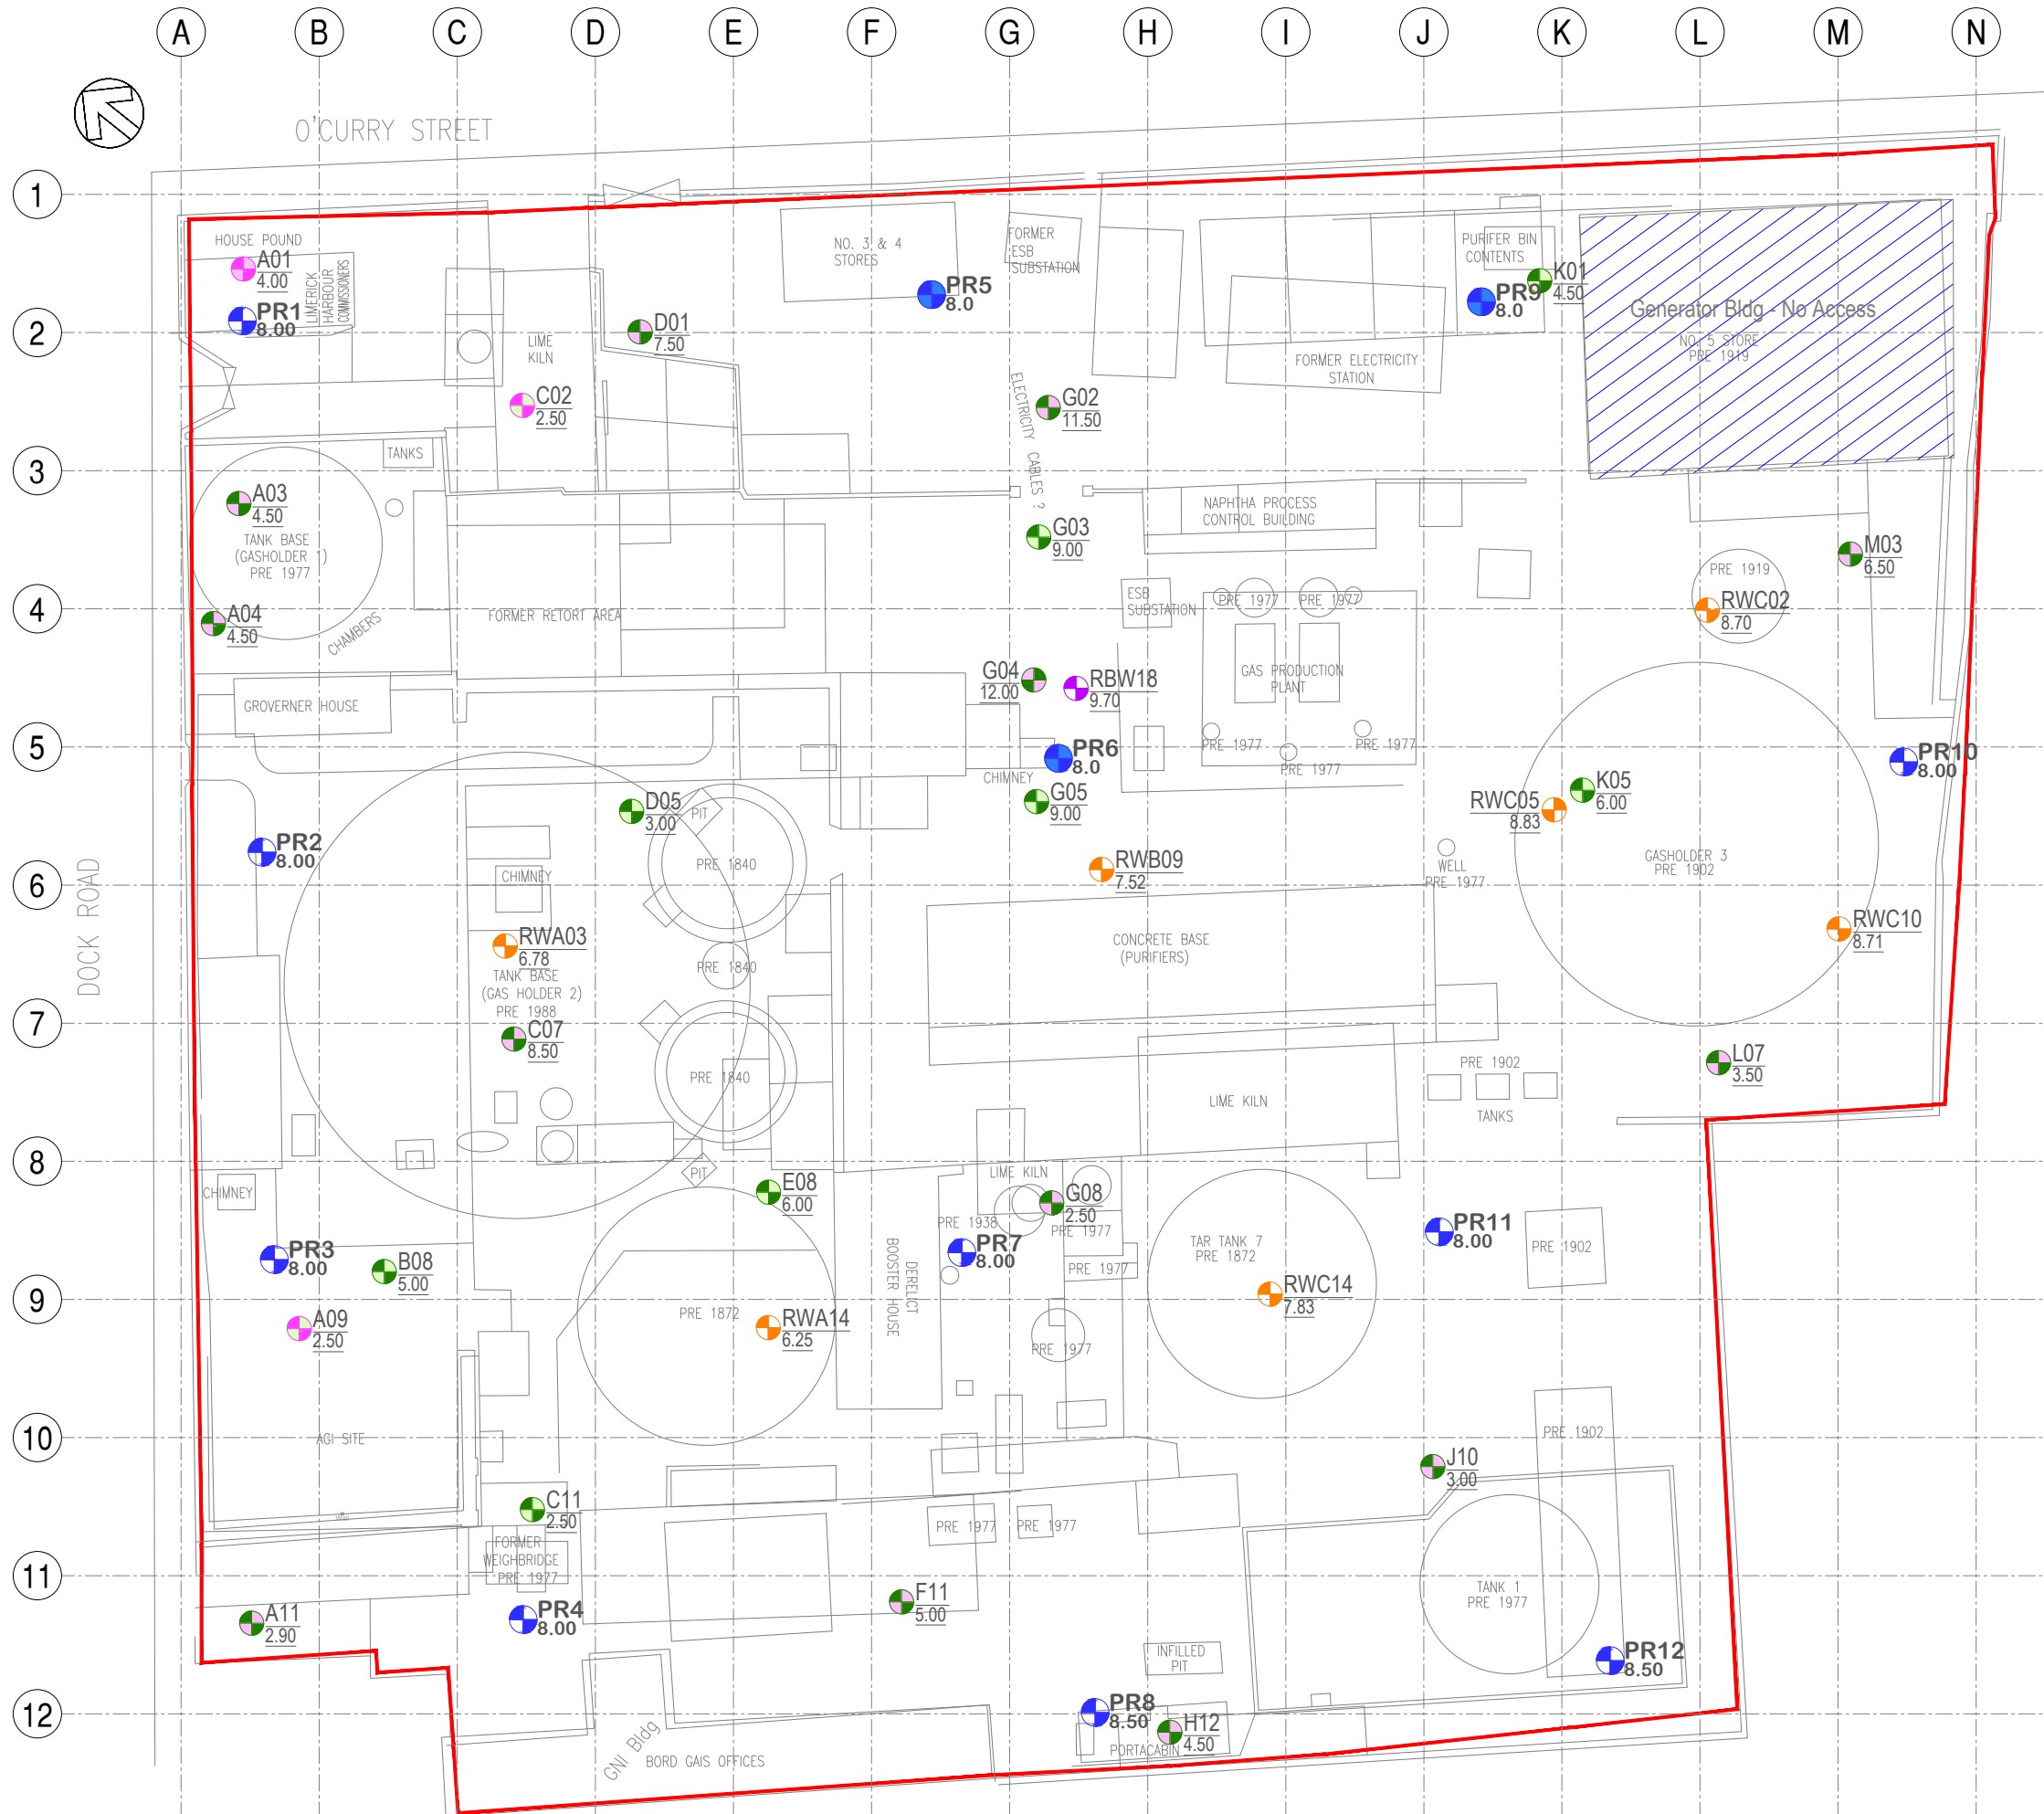 A B C D E F G H I J K L M N
O'CURRY STREET
1
HOUSE POUND
A01
4.00
LIMERICK
HARBOUR
COMMISSIONERS
PR1
8.00
NO. 3 & 4
STORES
PR5
8.0
FORMER
ESB
SUBSTATION
PURIFER BIN
CONTENTS
K01
4.50
PR9
8.0
Generator Bldg - No Access
NO. 5 STORE
PRE 1919
2
D01
7.50
LIME
KILN
C02
2.50
FORMER ELECTRICITY
STATION
ELECTRICITY CABLES ?
G02
11.50
3
TANKS
A03
4.50
TANK BASE
(GASHOLDER 1)
PRE 1977
G03
9.00
NAPHTHA PROCESS
CONTROL BUILDING
M03
6.50
PRE 1919
4
A04
4.50
CHAMBERS
FORMER RETORT AREA
ESB
SUBSTATION
PRE 1977
PRE 1977
RWC02
8.70
G04
12.00
RBW18
9.70
GAS PRODUCTION
PLANT
GROVERNER HOUSE
5
PR6
8.0
CHIMNEY
PRE 1977
PRE 1977
PRE 1977
PR10
8.00
G05
9.00
K05
6.00
RWC05
8.83
D05
3.00
PIT
PR2
8.00
PRE 1840
RWB09
7.52
WELL
PRE 1977
GASHOLDER 3
PRE 1902
6
DOCK ROAD
CHIMNEY
RWA03
6.78
TANK BASE
(GAS HOLDER 2)
PRE 1988
PRE 1840
CONCRETE BASE
(PURIFIERS)
RWC10
8.71
7
C07
8.50
PRE 1840
L07
3.50
PRE 1902
TANKS
LIME KILN
8
PIT
CHIMNEY
E08
6.00
LIME KILN
G08
2.50
PRE 1938
PRE 1977
PR7
8.00
PR3
8.00
B08
5.00
TAR TANK 7
PRE 1872
PR11
8.00
PRE 1902
PRE 1977
DERELICT
BOOSTER HOUSE
9
A09
2.50
PRE 1872
RWA14
6.25
RWC14
7.83
PRE 1977
10
AGI SITE
PRE 1902
J10
3.00
C11
2.50
PRE 1977
PRE 1977
FORMER
WEIGHBRIDGE
PRE 1977
11
TANK 1
PRE 1977
A11
2.90
PR4
8.00
F11
5.00
INFILLED
PIT
PR12
8.50
12
PR8
8.50
H12
4.50
PORTACABIN
GNI Bldg
BORD GAIS OFFICES